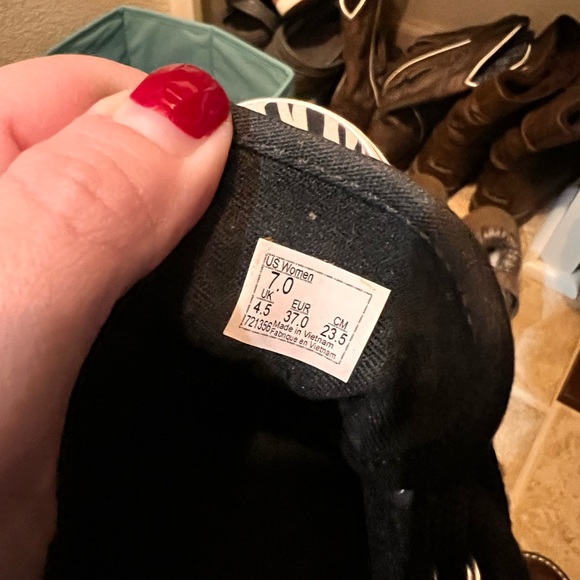 US Women
7.0
UK EUR CM
4.5 37.0 23.5
721356 Made in Vietnam
Fabriqué en Vietnam